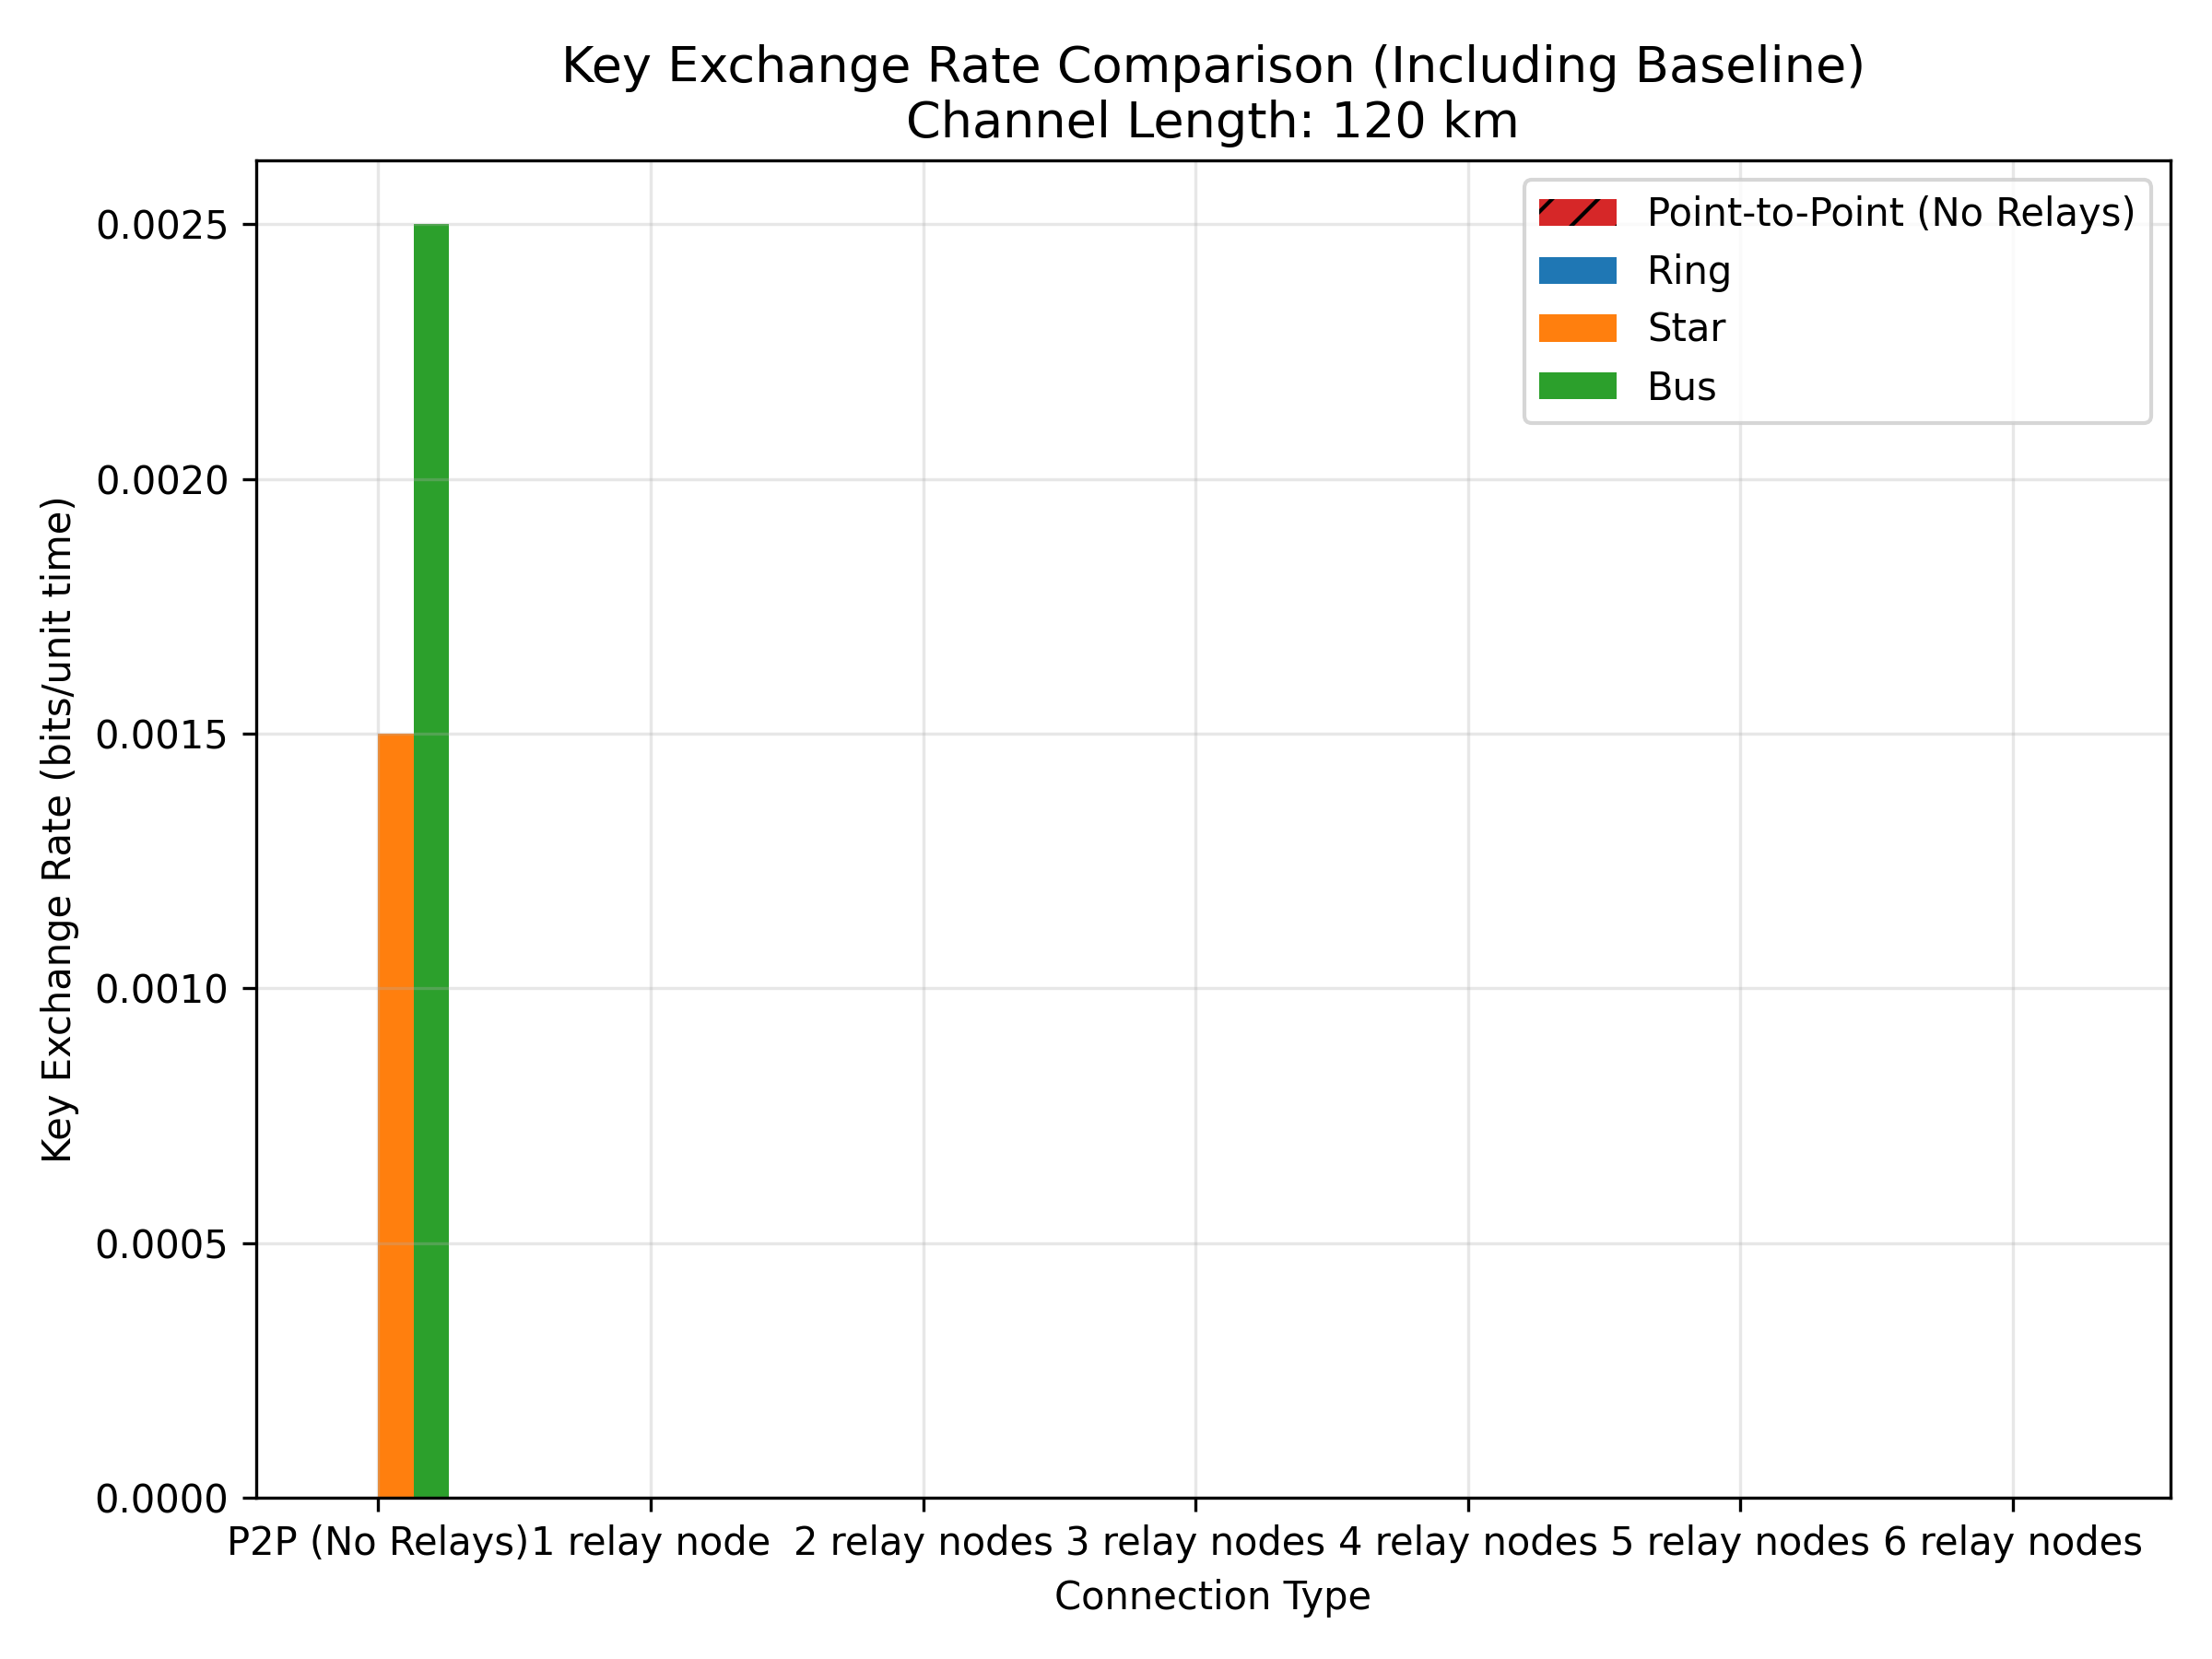 Key Exchange Rate Comparison (Including Baseline)
Channel Length: 120 km
Point-to-Point (No Relays)
Ring
Star
Bus
Key Exchange Rate (bits/unit time)
0.0025
0.0020
0.0015
0.0010
0.0005
0.0000
P2P (No Relays) 1 relay node 2 relay nodes 3 relay nodes 4 relay nodes 5 relay nodes 6 relay nodes
Connection Type